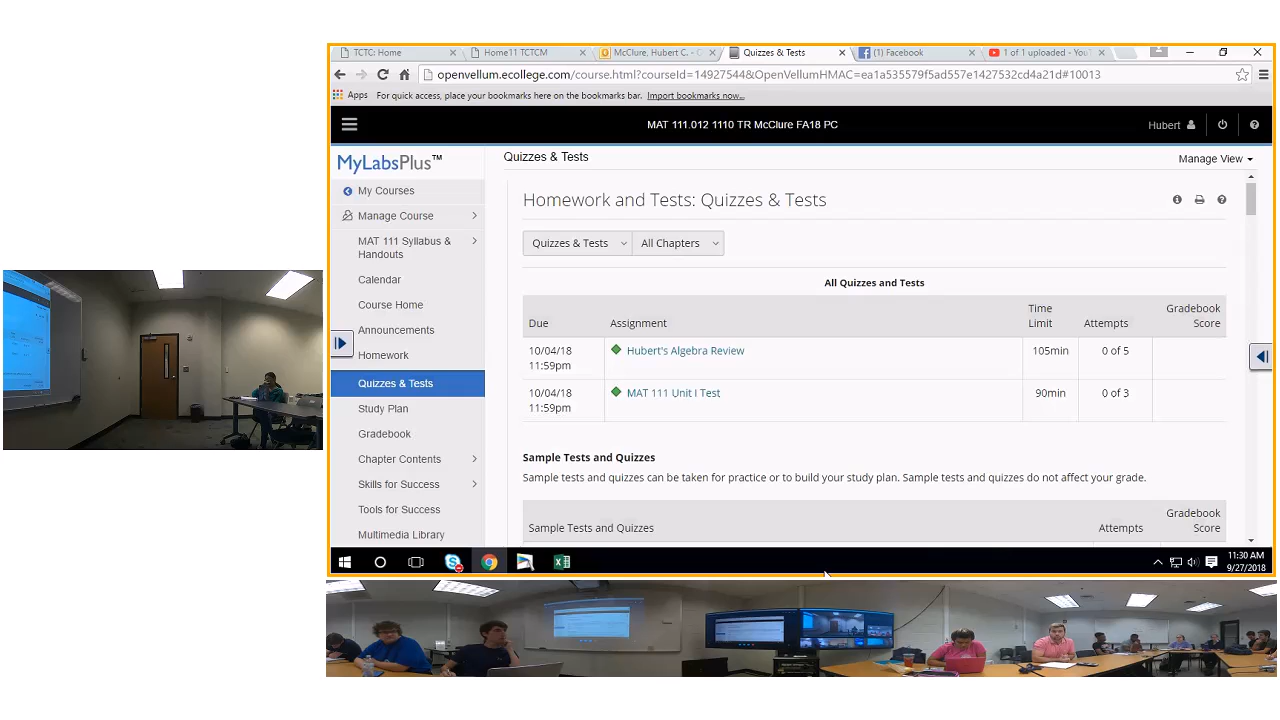 TCTC: Home
Home11 TCTCM
McClure, Hubert C. - O
Quizzes & Tests
(1) Facebook
1 of 1 uploaded - You
openvellum.ecollege.com/course.html?courseId=14927544&OpenVellumHMAC=ea1a535579f5ad557e1427532cd4a21d#10013
Apps For quick access, place your bookmarks here on the bookmarks bar. Import bookmarks now...
MAT 111.012 1110 TR McClure FA18 PC
Hubert
MyLabsPlus™
Quizzes & Tests
Manage View
My Courses
Manage Course
MAT 111 Syllabus &
Handouts
Calendar
Course Home
Announcements
Homework
Quizzes & Tests
Study Plan
Gradebook
Chapter Contents
Skills for Success
Tools for Success
Multimedia Library
Homework and Tests: Quizzes & Tests
Quizzes & Tests
All Chapters
All Quizzes and Tests
Due Assignment Time Limit Attempts Gradebook Score
10/04/18 11:59pm Hubert's Algebra Review 105min 0 of 5
10/04/18 11:59pm MAT 111 Unit I Test 90min 0 of 3
Sample Tests and Quizzes
Sample tests and quizzes can be taken for practice or to build your study plan. Sample tests and quizzes do not affect your grade.
Sample Tests and Quizzes Attempts Gradebook Score
11:30 AM
9/27/2018